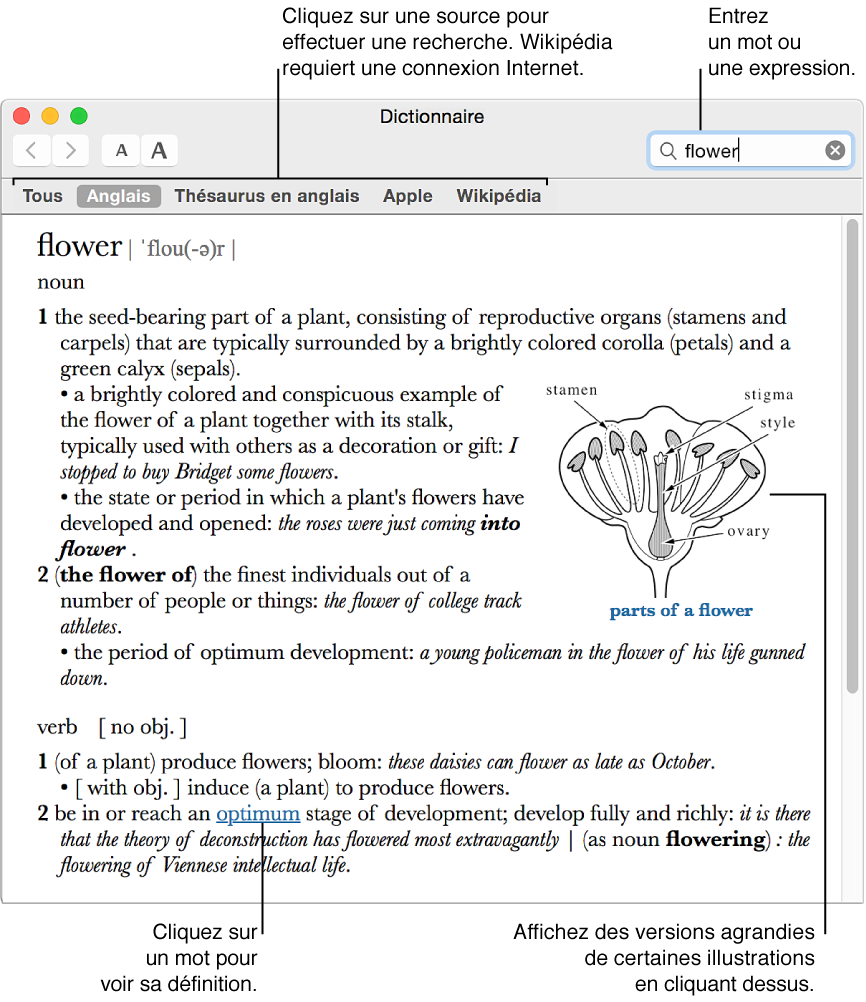 Cliquez sur une source pour
effectuer une recherche. Wikipédia
requiert une connexion Internet.
Entrez
un mot ou
une expression.
Dictionnaire
A A
flower
Tous Anglais Thésaurus en anglais Apple Wikipédia
flower | ˈflou(-ə)r |
noun
1 the seed-bearing part of a plant, consisting of reproductive organs (stamens and
carpels) that are typically surrounded by a brightly colored corolla (petals) and a
green calyx (sepals).
• a brightly colored and conspicuous example of
the flower of a plant together with its stalk,
typically used with others as a decoration or gift: I
stopped to buy Bridget some flowers.
• the state or period in which a plant's flowers have
developed and opened: the roses were just coming into
flower .
2 (the flower of) the finest individuals out of a
number of people or things: the flower of college track
athletes.
stamen
stigma
style
ovary
parts of a flower
• the period of optimum development: a young policeman in the flower of his life gunned
down.
verb [ no obj. ]
1 (of a plant) produce flowers; bloom: these daisies can flower as late as October.
• [ with obj. ] induce (a plant) to produce flowers.
2 be in or reach an optimum stage of development; develop fully and richly: it is there
that the theory of deconstruction has flowered most extravagantly | (as noun flowering) : the
flowering of Viennese intellectual life.
Cliquez sur
un mot pour
voir sa définition.
Affichez des versions agrandies
de certaines illustrations
en cliquant dessus.